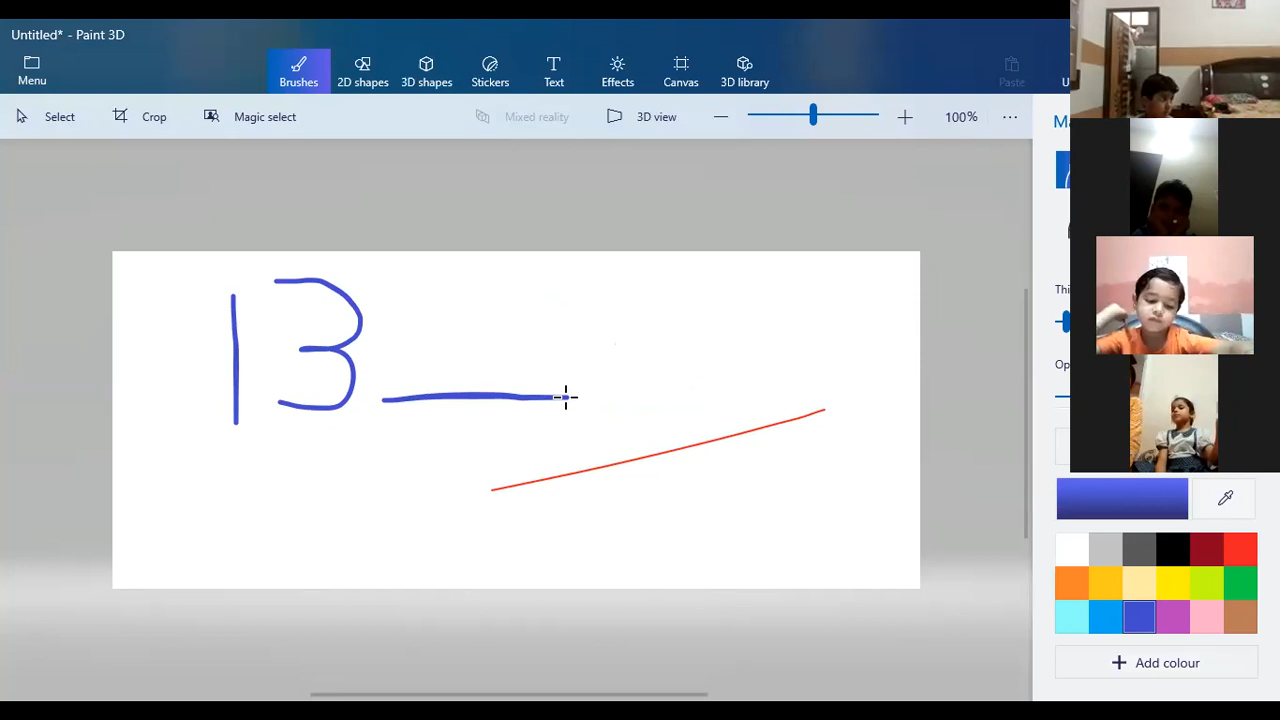 Untitled* - Paint 3D
Menu
Brushes
2D shapes
3D shapes
Stickers
Text
Effects
Canvas
3D library
Paste
Select
Crop
Magic select
Mixed reality
3D view
100%
13
Add colour